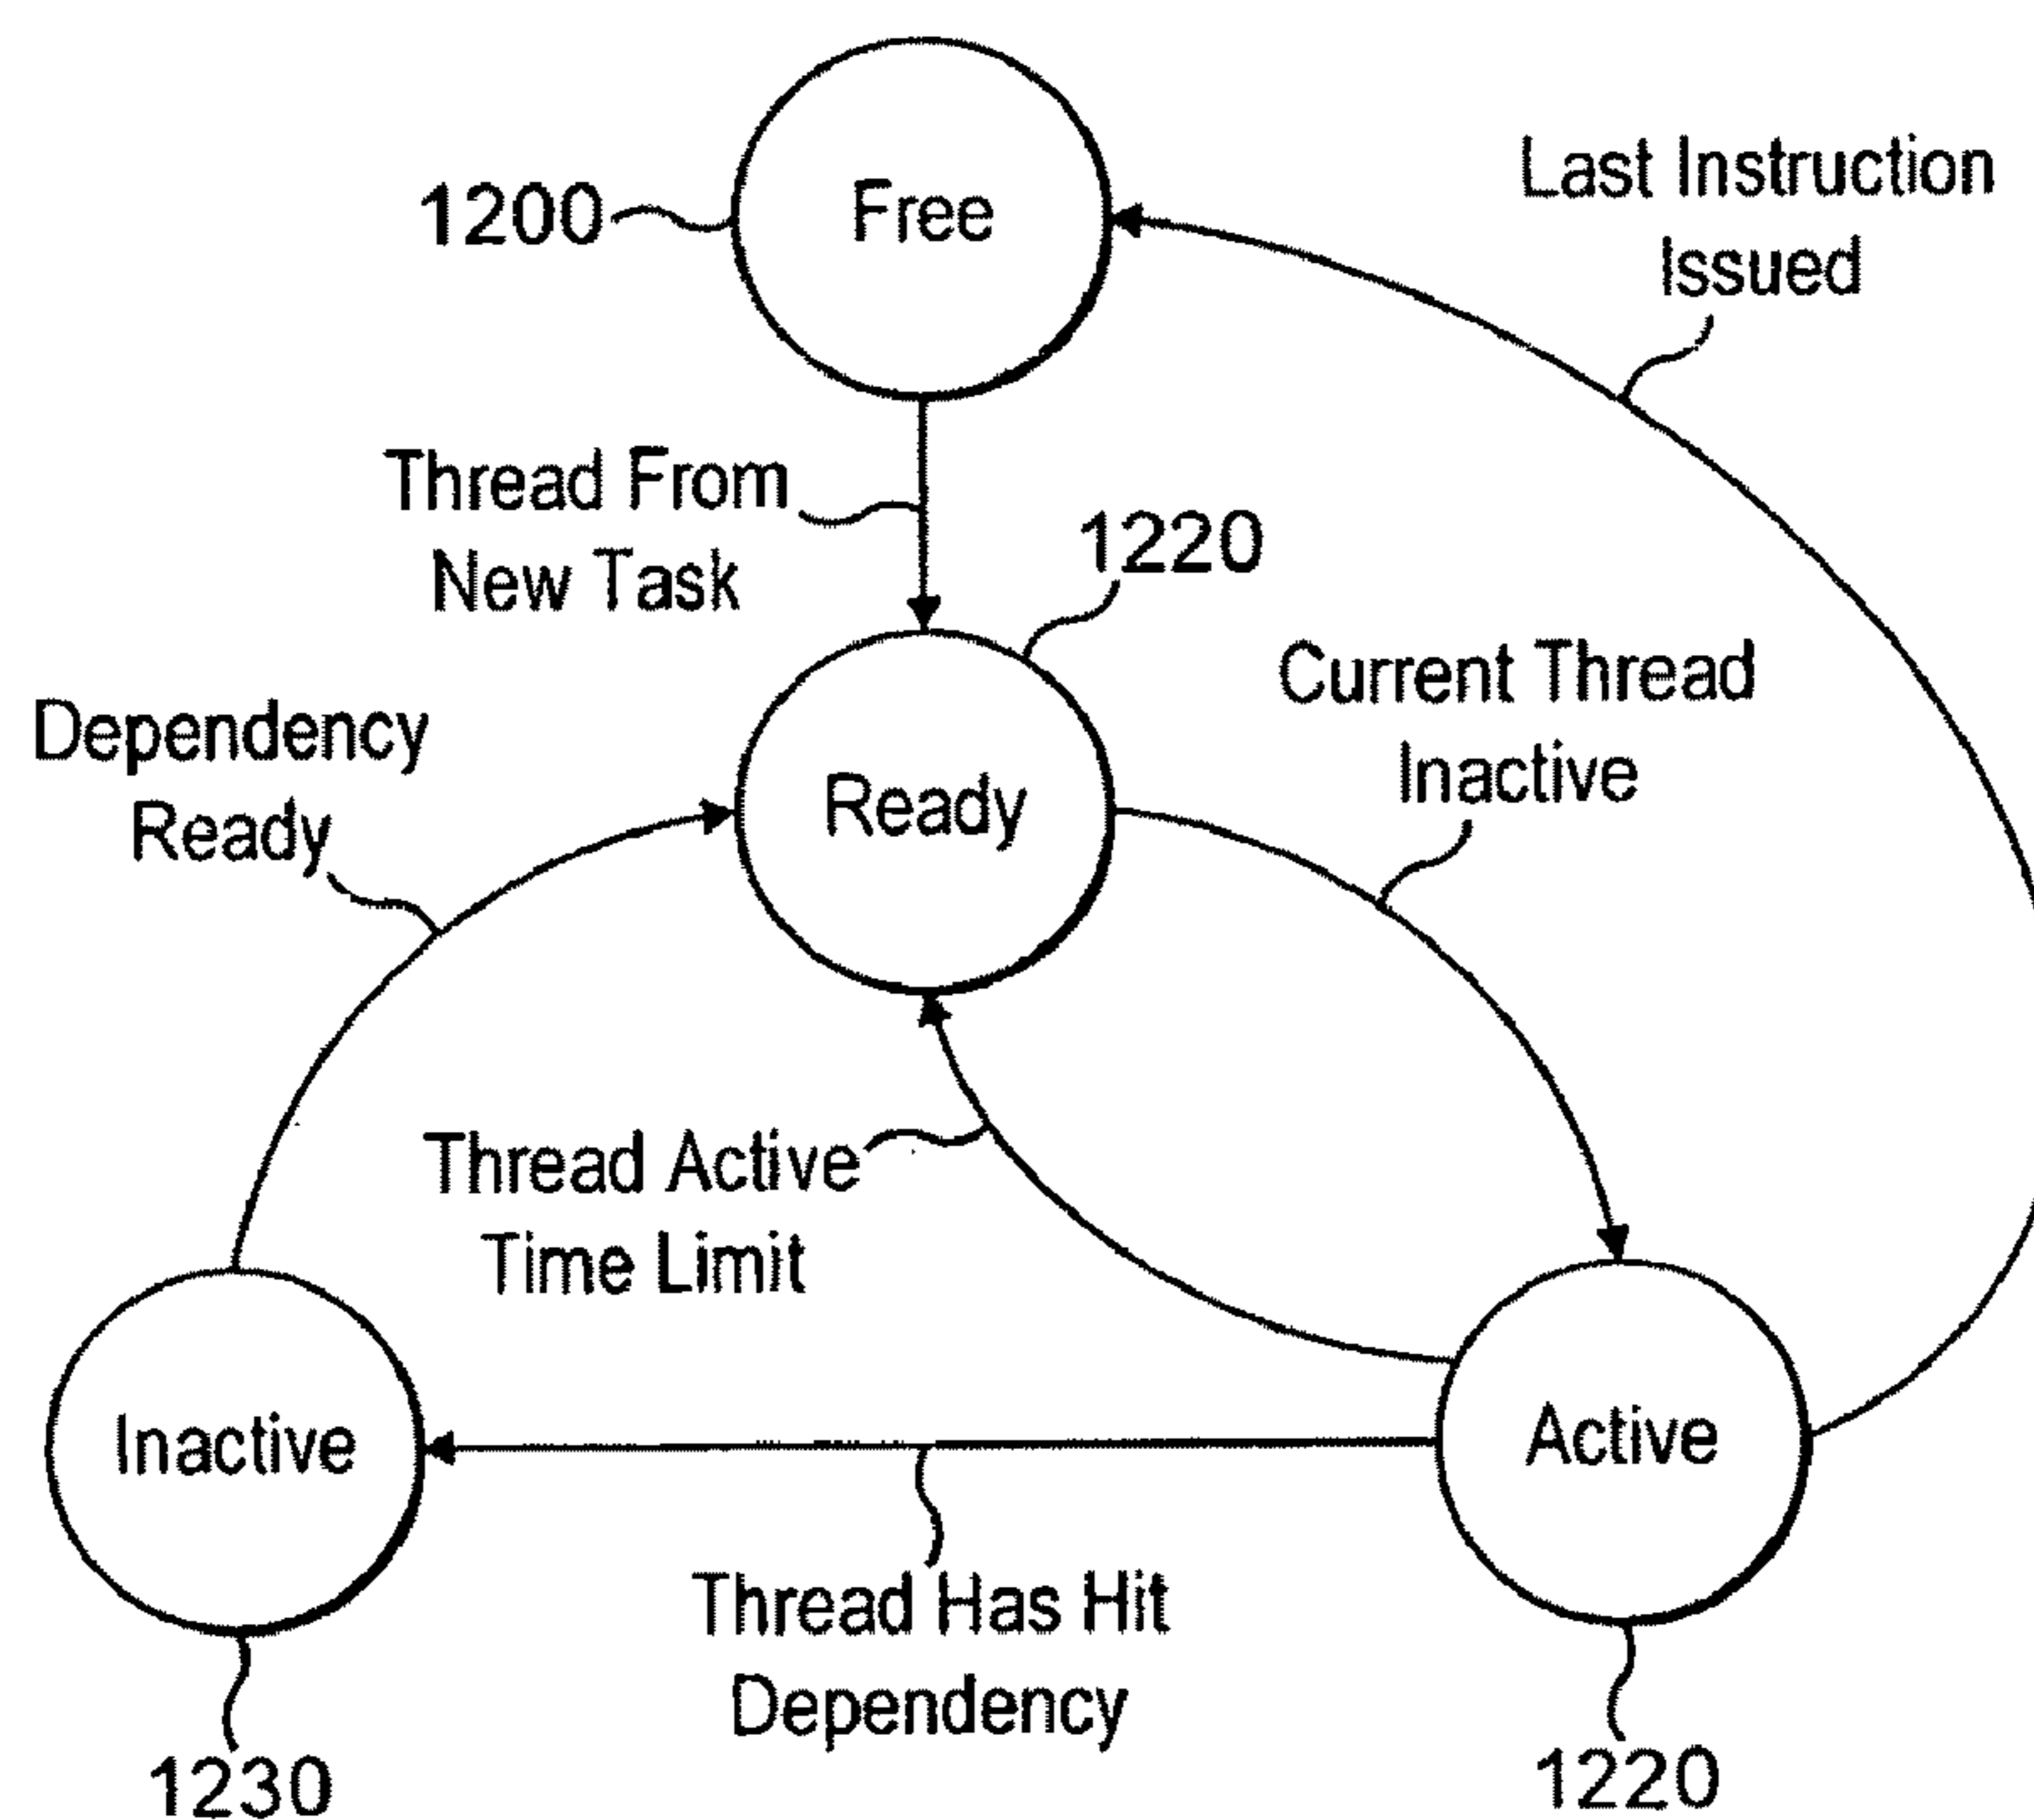 1200
Free
Last Instruction
Issued
Thread From
New Task
1220
Current Thread
Inactive
Dependency
Ready
Ready
Thread Active
Time Limit
Inactive
Active
Thread Has Hit
Dependency
1230
1220